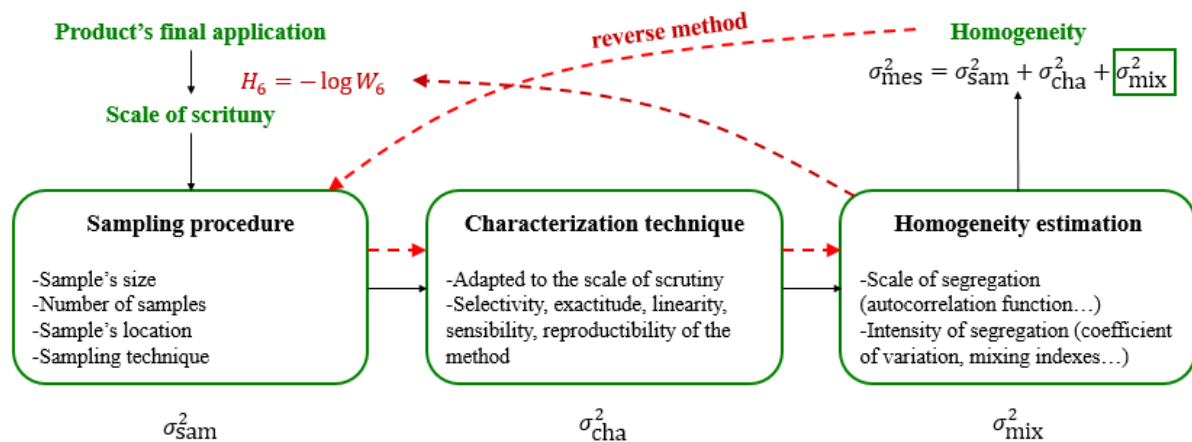 Product's final application
reverse method
Homogeneity
H₆ = −log W₆
σ²mes = σ²sam + σ²cha + σ²mix
Scale of scrituny
Sampling procedure
-Sample's size
-Number of samples
-Sample's location
-Sampling technique
Characterization technique
-Adapted to the scale of scrutiny
-Selectivity, exactitude, linearity,
sensibility, reproductibility of the
method
Homogeneity estimation
-Scale of segregation
(autocorrelation function…)
-Intensity of segregation (coefficient
of variation, mixing indexes…)
σ²sam
σ²cha
σ²mix